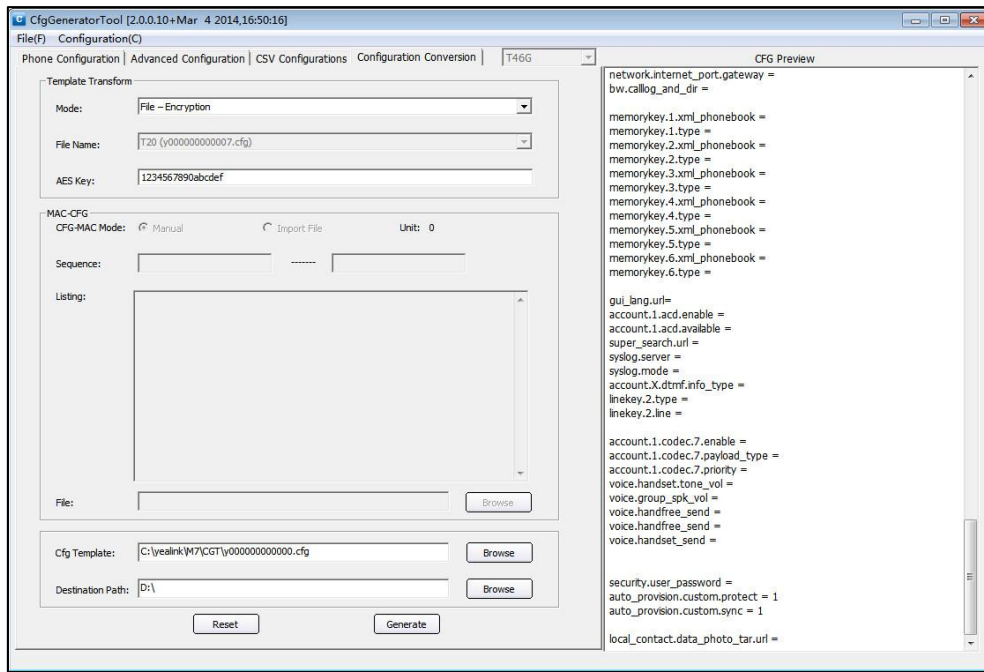 CfgGeneratorTool [2.0.0.10+Mar 4 2014,16:50:16]
File(F) Configuration(C)
Phone Configuration Advanced Configuration CSV Configurations Configuration Conversion T46G
Template Transform
Mode: File – Encryption
File Name: T20 (y000000000007.cfg)
AES Key: 1234567890abcdef
MAC-CFG
CFG-MAC Mode: Manual Import File Unit: 0
Sequence: -------
Listing:
File: Browse
Cfg Template: C:\yealink\M7\CGT\y000000000000.cfg Browse
Destination Path: D:\ Browse
Reset Generate
CFG Preview
network.internet_port.gateway =
bw.calllog_and_dir =
memorykey.1.xml_phonebook =
memorykey.1.type =
memorykey.2.xml_phonebook =
memorykey.2.type =
memorykey.3.xml_phonebook =
memorykey.3.type =
memorykey.4.xml_phonebook =
memorykey.4.type =
memorykey.5.xml_phonebook =
memorykey.5.type =
memorykey.6.xml_phonebook =
memorykey.6.type =
gui_lang.url=
account.1.acd.enable =
account.1.acd.available =
super_search.url =
syslog.server =
syslog.mode =
account.X.dtmf.info_type =
linekey.2.type =
linekey.2.line =
account.1.codec.7.enable =
account.1.codec.7.payload_type =
account.1.codec.7.priority =
voice.handset.tone_vol =
voice.group_spk_vol =
voice.handfree_send =
voice.handfree_send =
voice.handset_send =
security.user_password =
auto_provision.custom.protect = 1
auto_provision.custom.sync = 1
local_contact.data_photo_tar.url =